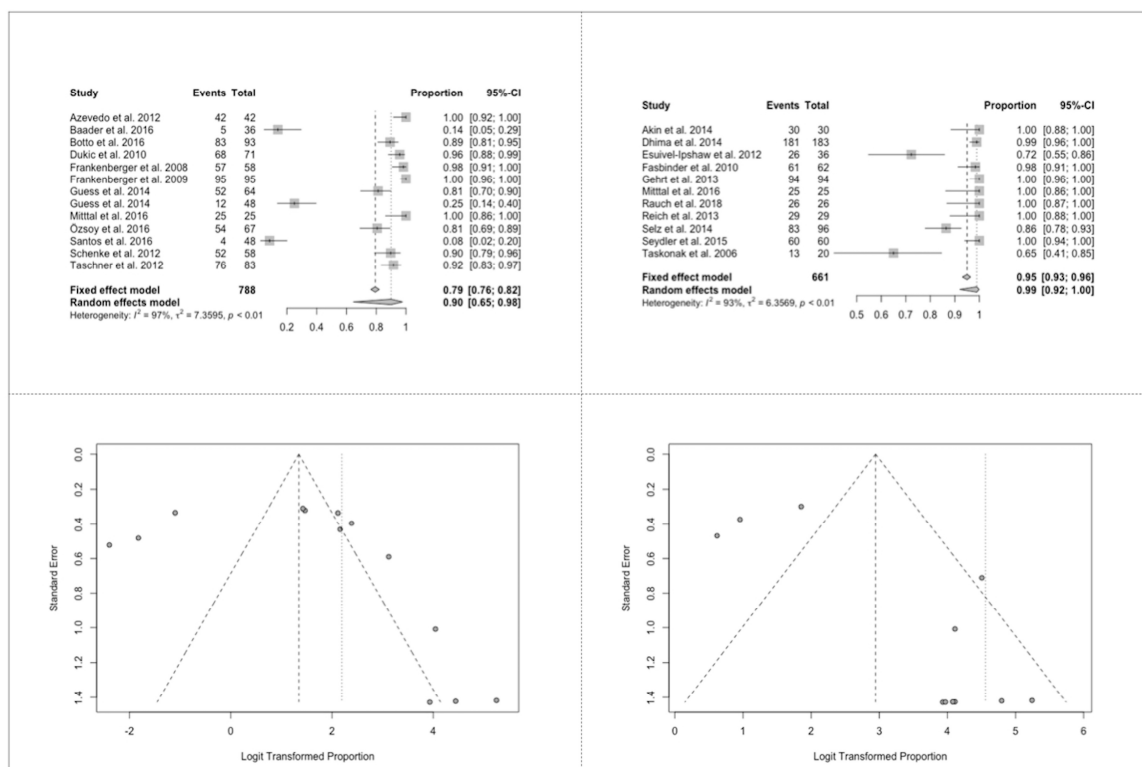 Study Events Total Proportion 95%-CI
Azevedo et al. 2012 42 42 1.00 [0.92; 1.00]
Baader et al. 2016 5 36 0.14 [0.05; 0.29]
Botto et al. 2016 83 93 0.89 [0.81; 0.95]
Dukic et al. 2010 68 71 0.96 [0.88; 0.99]
Frankenberger et al. 2008 57 58 0.98 [0.91; 1.00]
Frankenberger et al. 2009 95 95 1.00 [0.96; 1.00]
Guess et al. 2014 52 64 0.81 [0.70; 0.90]
Guess et al. 2014 12 48 0.25 [0.14; 0.40]
Mitttal et al. 2016 25 25 1.00 [0.86; 1.00]
Özsoy et al. 2016 54 67 0.81 [0.69; 0.89]
Santos et al. 2016 4 48 0.08 [0.02; 0.20]
Schenke et al. 2012 52 58 0.90 [0.79; 0.96]
Taschner et al. 2012 76 83 0.92 [0.83; 0.97]
Fixed effect model 788 0.79 [0.76; 0.82]
Random effects model 0.90 [0.65; 0.98]
Heterogeneity: I² = 97%, τ² = 7.3595, p < 0.01
0.2 0.4 0.6 0.8 1
Study Events Total Proportion 95%-CI
Akin et al. 2014 30 30 1.00 [0.88; 1.00]
Dhima et al. 2014 181 183 0.99 [0.96; 1.00]
Esuivel-Ipshaw et al. 2012 26 36 0.72 [0.55; 0.86]
Fasbinder et al. 2010 61 62 0.98 [0.91; 1.00]
Gehrt et al. 2013 94 94 1.00 [0.96; 1.00]
Mitttal et al. 2016 25 25 1.00 [0.86; 1.00]
Rauch et al. 2018 26 26 1.00 [0.87; 1.00]
Reich et al. 2013 29 29 1.00 [0.88; 1.00]
Selz et al. 2014 83 96 0.86 [0.78; 0.93]
Seydler et al. 2015 60 60 1.00 [0.94; 1.00]
Taskonak et al. 2006 13 20 0.65 [0.41; 0.85]
Fixed effect model 661 0.95 [0.93; 0.96]
Random effects model 0.99 [0.92; 1.00]
Heterogeneity: I² = 93%, τ² = 6.3569, p < 0.01
0.5 0.6 0.7 0.8 0.9 1
Standard Error
0.0
0.2
0.4
0.6
0.8
1.0
1.2
1.4
-2 0 2 4
Logit Transformed Proportion
Standard Error
0.0
0.2
0.4
0.6
0.8
1.0
1.2
1.4
0 1 2 3 4 5 6
Logit Transformed Proportion